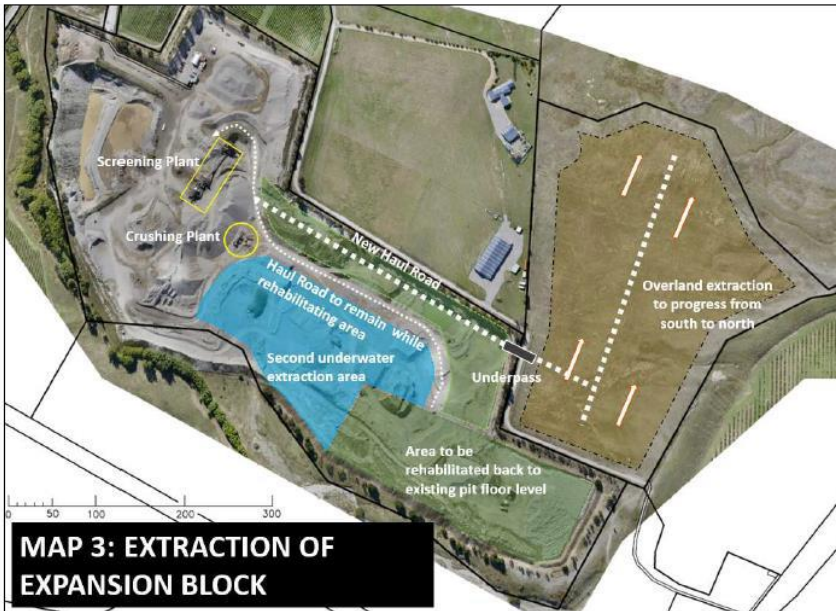 Screening Plant
Crushing Plant
New Haul Road
Haul Road to remain while
rehabilitating area
Second underwater
extraction area
Overland extraction
to progress from
south to north
Underpass
Area to be
rehabilitated back to
existing pit floor level
0 50 100 200 300
MAP 3: EXTRACTION OF
EXPANSION BLOCK